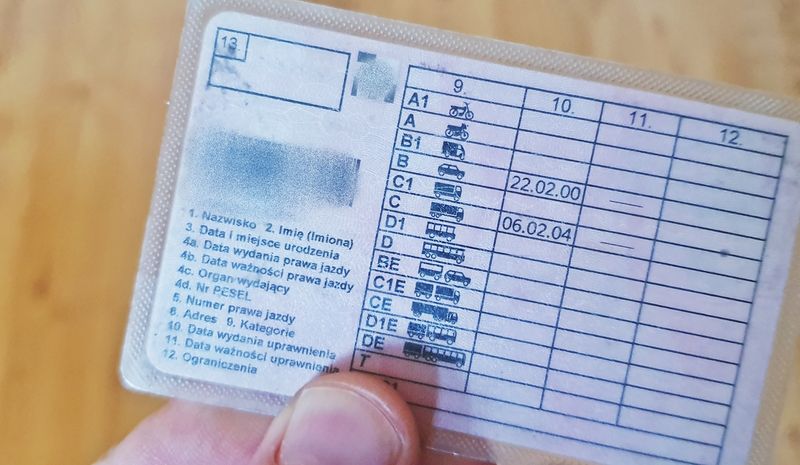 13.
9. 10. 11. 12.
A1
A
B1
B 22.02.00 —
C1
C 06.02.04 —
D1
D
BE
C1E
CE
D1E
DE
T
1. Nazwisko 2. Imię (Imiona)
3. Data i miejsce urodzenia
4a. Data wydania prawa jazdy
4b. Data ważności prawa jazdy
4c. Organ wydający
4d. Nr PESEL
5. Numer prawa jazdy
8. Adres 9. Kategorie
10. Data wydania uprawnienia
11. Data ważności uprawnienia
12. Ograniczenia